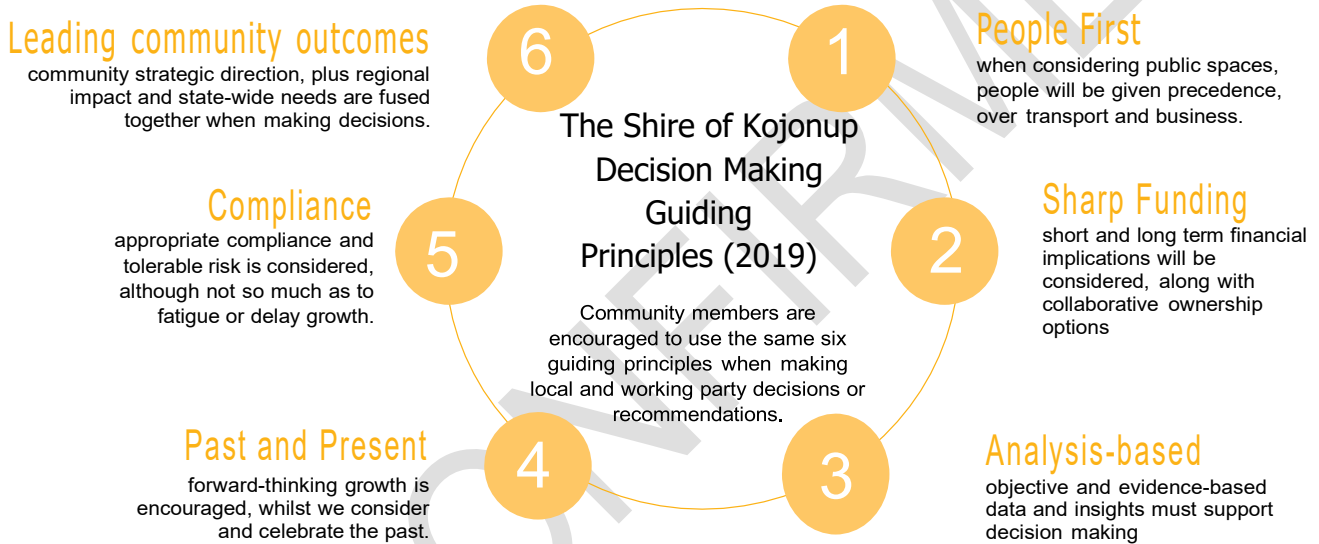 The Shire of Kojonup
Decision Making
Guiding
Principles (2019)
Community members are
encouraged to use the same six
guiding principles when making
local and working party decisions or
recommendations.
1
People First
when considering public spaces,
people will be given precedence,
over transport and business.
2
Sharp Funding
short and long term financial
implications will be
considered, along with
collaborative ownership
options
3
Analysis-based
objective and evidence-based
data and insights must support
decision making
4
Past and Present
forward-thinking growth is
encouraged, whilst we consider
and celebrate the past.
5
Compliance
appropriate compliance and
tolerable risk is considered,
although not so much as to
fatigue or delay growth.
6
Leading community outcomes
community strategic direction, plus regional
impact and state-wide needs are fused
together when making decisions.